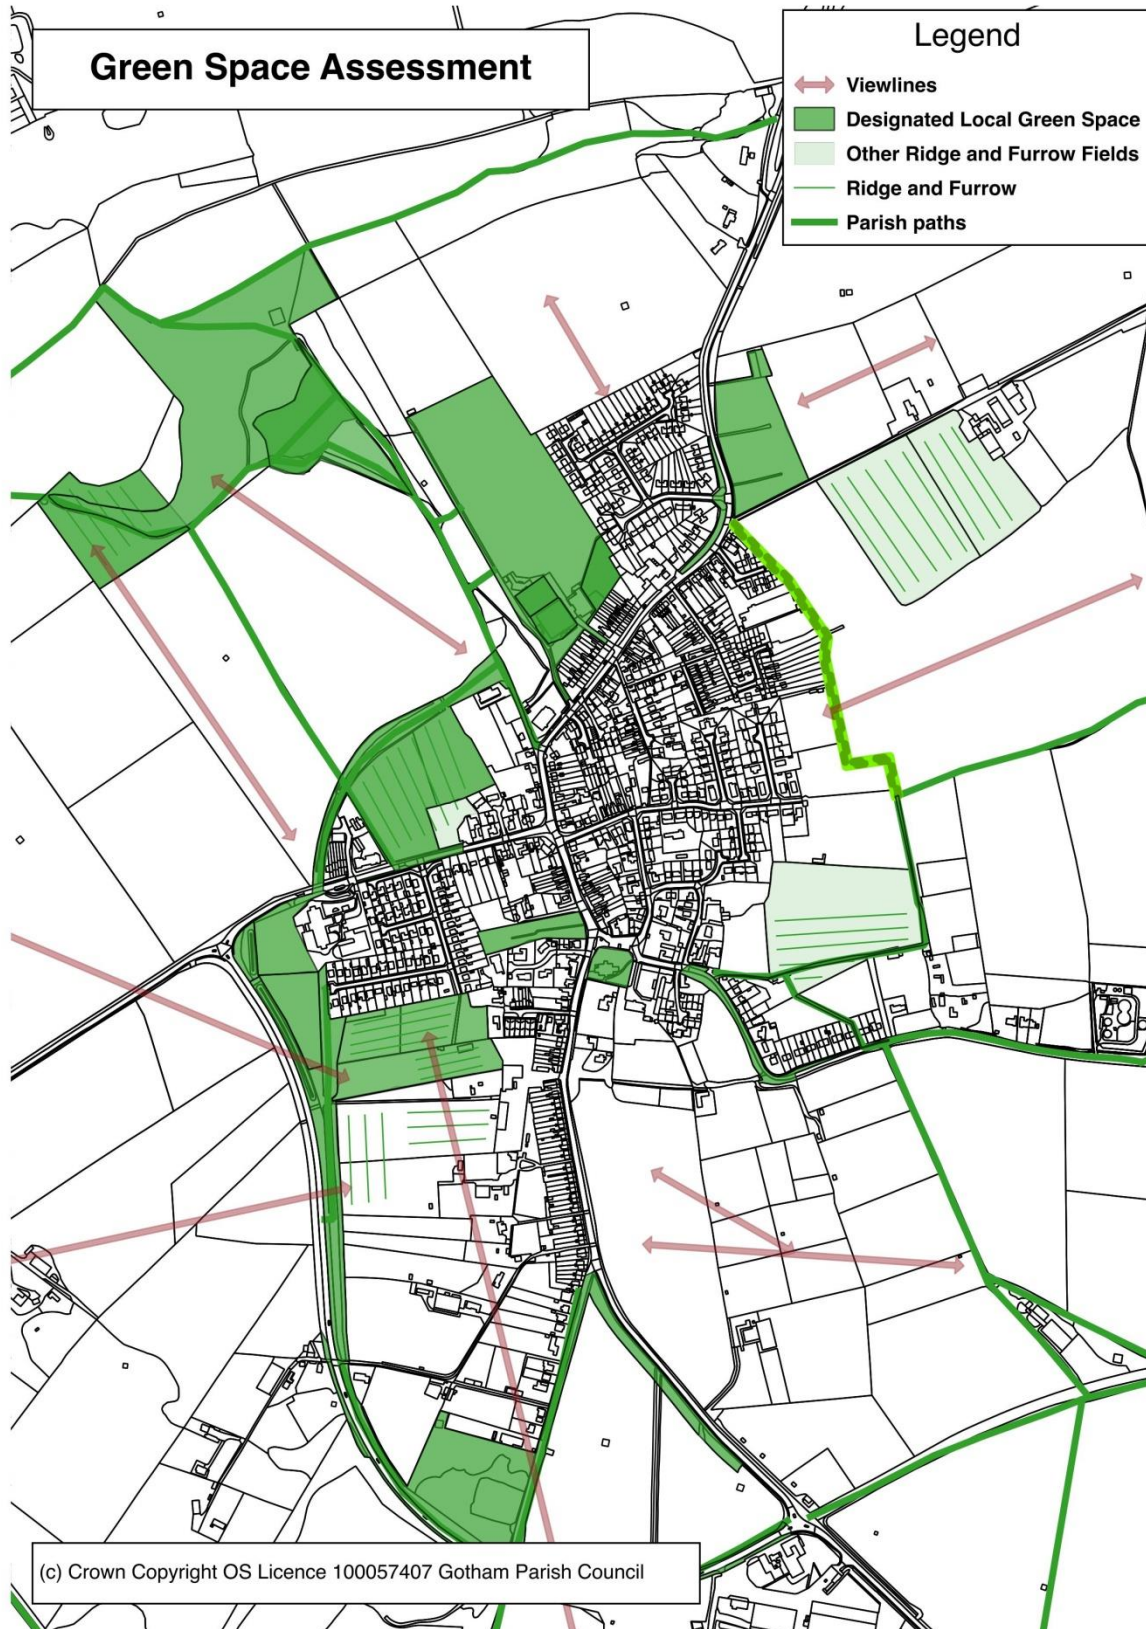 Green Space Assessment
Legend
Viewlines
Designated Local Green Space
Other Ridge and Furrow Fields
Ridge and Furrow
Parish paths
(c) Crown Copyright OS Licence 100057407 Gotham Parish Council